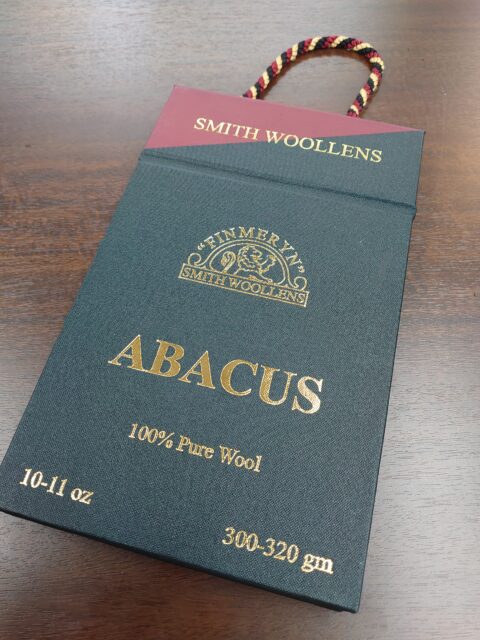 SMITH WOOLLENS
"FINMERYN"
SMITH WOOLLENS
ABACUS
100% Pure Wool
10-11 oz
300-320 gm